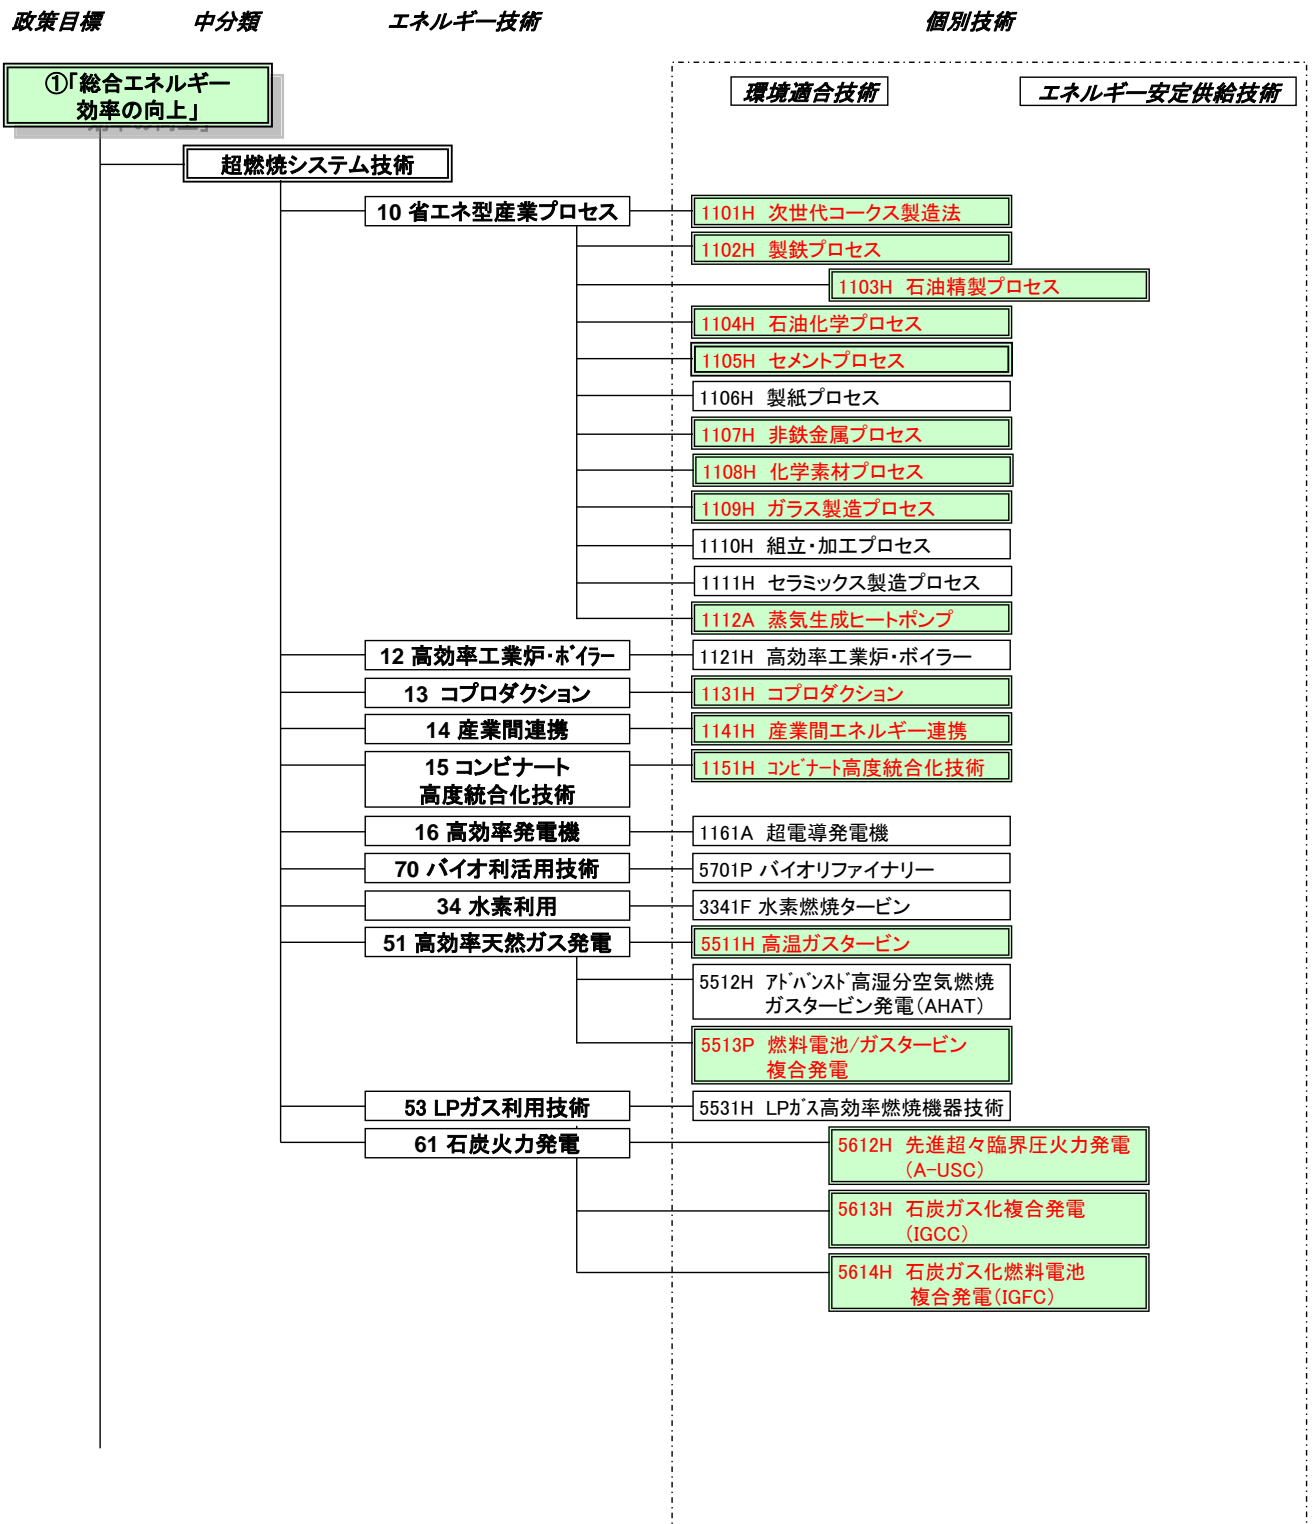 政策目標　中分類　エネルギー技術　個別技術
①「総合エネルギー
効率の向上」
環境適合技術　エネルギー安定供給技術
超燃焼システム技術
10 省エネ型産業プロセス
1101H 次世代コークス製造法
1102H 製鉄プロセス
1103H 石油精製プロセス
1104H 石油化学プロセス
1105H セメントプロセス
1106H 製紙プロセス
1107H 非鉄金属プロセス
1108H 化学素材プロセス
1109H ガラス製造プロセス
1110H 組立・加工プロセス
1111H セラミックス製造プロセス
1112A 蒸気生成ヒートポンプ
12 高効率工業炉・ﾎﾞｲﾗｰ
1121H 高効率工業炉・ボイラー
13 コプロダクション
1131H コプロダクション
14 産業間連携
1141H 産業間エネルギー連携
15 コンビナート
高度統合化技術
1151H ｺﾝﾋﾞﾅｰﾄ高度統合化技術
16 高効率発電機
1161A 超電導発電機
70 バイオ利活用技術
5701P バイオリファイナリー
34 水素利用
3341F 水素燃焼タービン
51 高効率天然ガス発電
5511H 高温ガスタービン
5512H ｱﾄﾞﾊﾞﾝｽﾄﾞ高湿分空気燃焼
ガスタービン発電（AHAT）
5513P 燃料電池/ガスタービン
複合発電
53 LPガス利用技術
5531H LPｶﾞｽ高効率燃焼機器技術
61 石炭火力発電
5612H 先進超々臨界圧火力発電
（A-USC）
5613H 石炭ガス化複合発電
（IGCC）
5614H 石炭ガス化燃料電池
複合発電（IGFC）